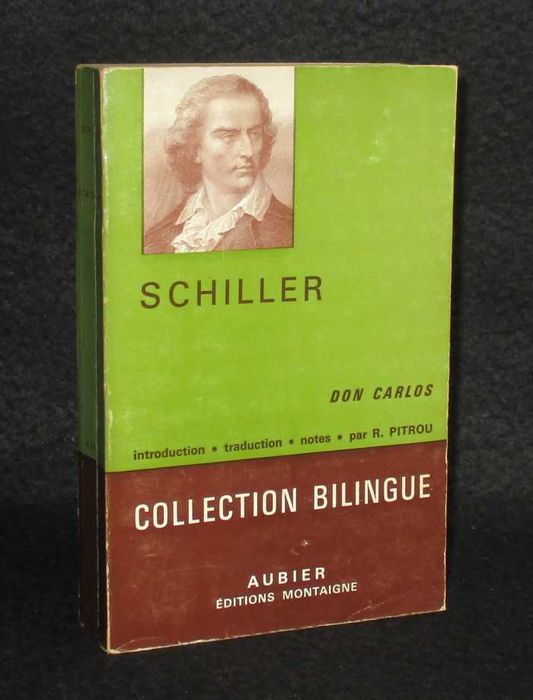 SCHILLER
DON CARLOS
introduction • traduction • notes • par R. PITROU
COLLECTION BILINGUE
AUBIER
ÉDITIONS MONTAIGNE